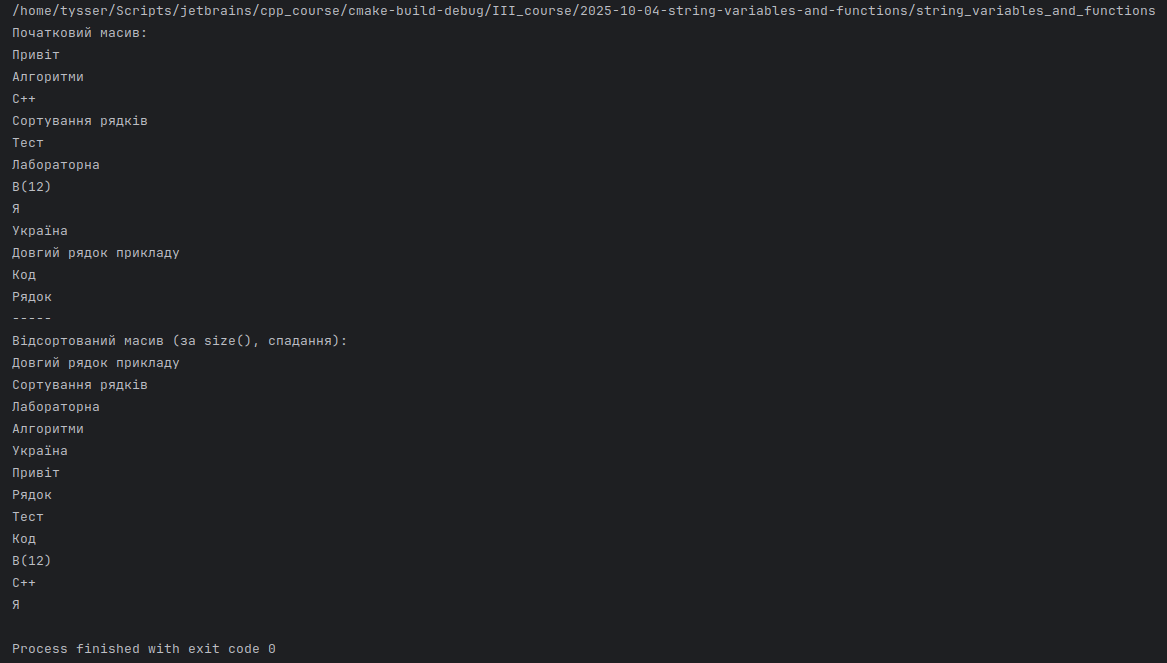 /home/tysser/Scripts/jetbrains/cpp_course/cmake-build-debug/III_course/2025-10-04-string-variables-and-functions/string_variables_and_functions
Початковий масив:
Привіт
Алгоритми
C++
Сортування рядків
Тест
Лабораторна
B(12)
Я
Україна
Довгий рядок прикладу
Код
Рядок
-----
Відсортований масив (за size(), спадання):
Довгий рядок прикладу
Сортування рядків
Лабораторна
Алгоритми
Україна
Привіт
Рядок
Тест
Код
B(12)
C++
Я
Process finished with exit code 0